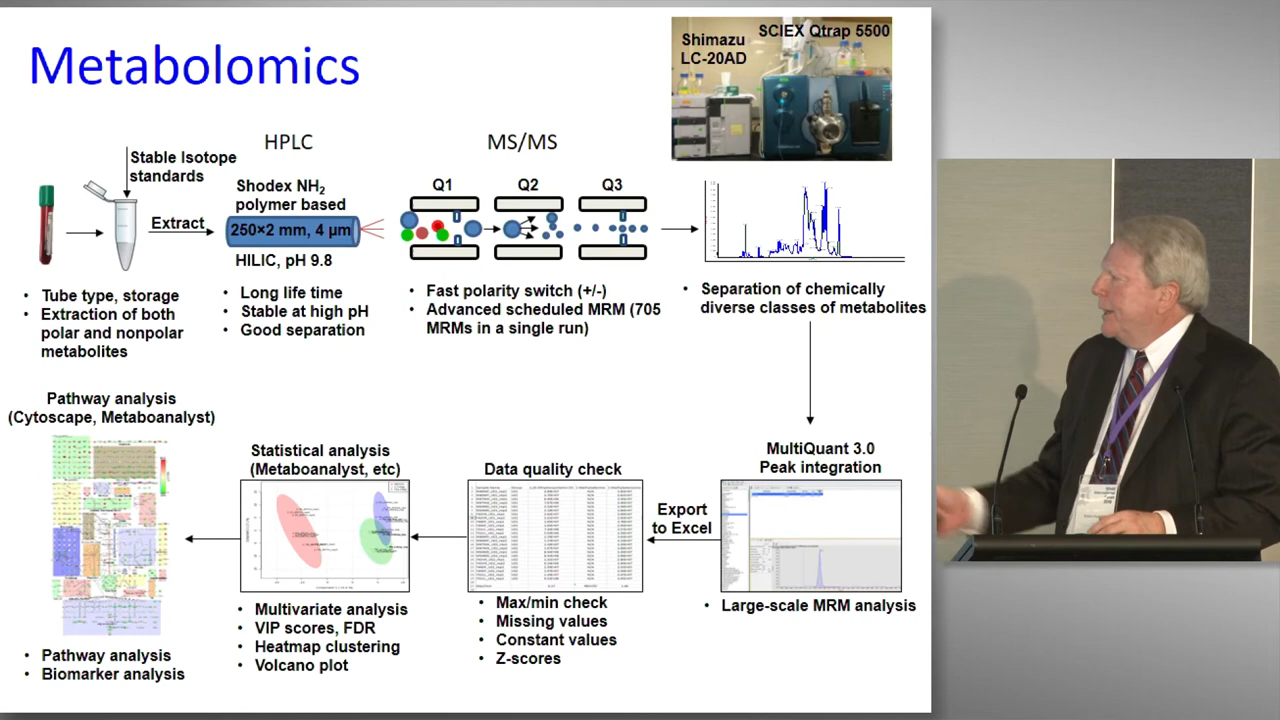 Metabolomics
Shimazu
LC-20AD
SCIEX Qtrap 5500
HPLC
MS/MS
Stable Isotope
standards
Extract
Shodex NH2
polymer based
250×2 mm, 4 µm
HILIC, pH 9.8
Q1
Q2
Q3
• Tube type, storage
• Extraction of both
polar and nonpolar
metabolites
• Long life time
• Stable at high pH
• Good separation
• Fast polarity switch (+/-)
• Advanced scheduled MRM (705
MRMs in a single run)
• Separation of chemically
diverse classes of metabolites
MultiQuant 3.0
Peak integration
• Large-scale MRM analysis
Export
to Excel
Data quality check
• Max/min check
• Missing values
• Constant values
• Z-scores
Statistical analysis
(Metaboanalyst, etc)
• Multivariate analysis
• VIP scores, FDR
• Heatmap clustering
• Volcano plot
Pathway analysis
(Cytoscape, Metaboanalyst)
• Pathway analysis
• Biomarker analysis